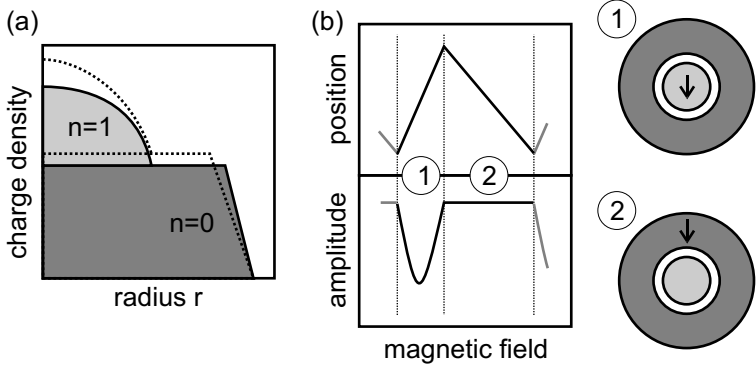 (a)
charge density
n=1
n=0
radius r
(b)
position
amplitude
1
2
magnetic field
1
2